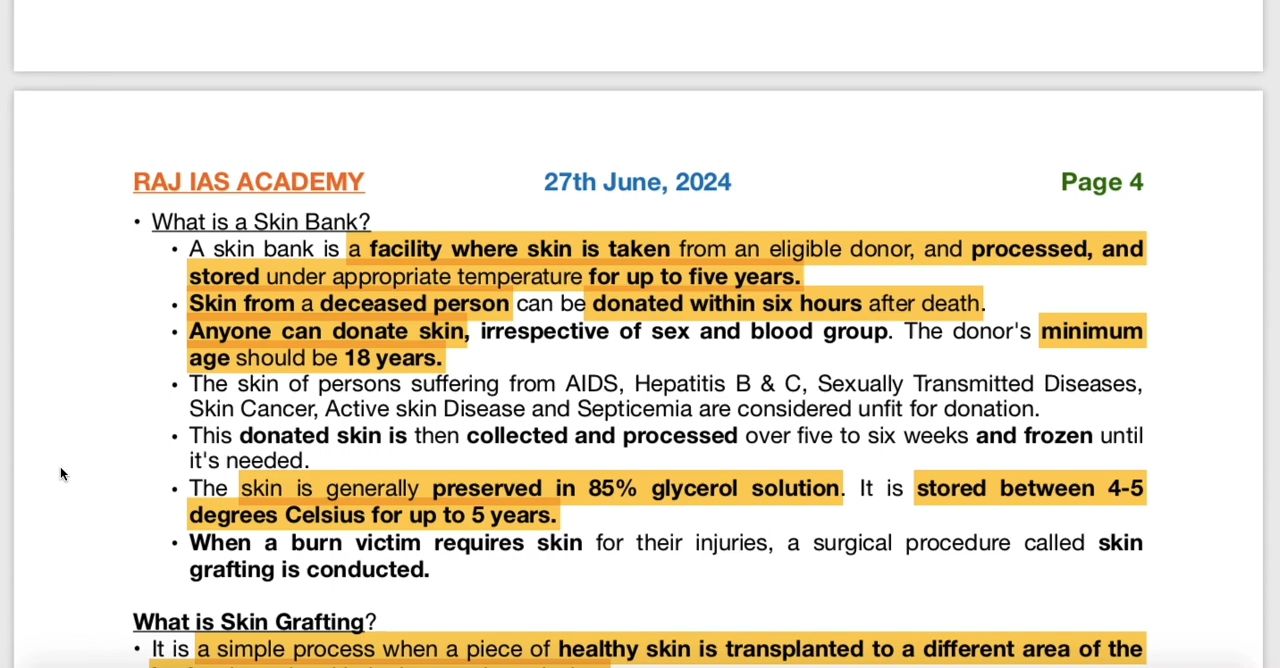 RAJ IAS ACADEMY 27th June, 2024 Page 4
• What is a Skin Bank?
• A skin bank is a facility where skin is taken from an eligible donor, and processed, and
stored under appropriate temperature for up to five years.
• Skin from a deceased person can be donated within six hours after death.
• Anyone can donate skin, irrespective of sex and blood group. The donor's minimum
age should be 18 years.
• The skin of persons suffering from AIDS, Hepatitis B & C, Sexually Transmitted Diseases,
Skin Cancer, Active skin Disease and Septicemia are considered unfit for donation.
• This donated skin is then collected and processed over five to six weeks and frozen until
it's needed.
• The skin is generally preserved in 85% glycerol solution. It is stored between 4-5
degrees Celsius for up to 5 years.
• When a burn victim requires skin for their injuries, a surgical procedure called skin
grafting is conducted.
What is Skin Grafting?
• It is a simple process when a piece of healthy skin is transplanted to a different area of the